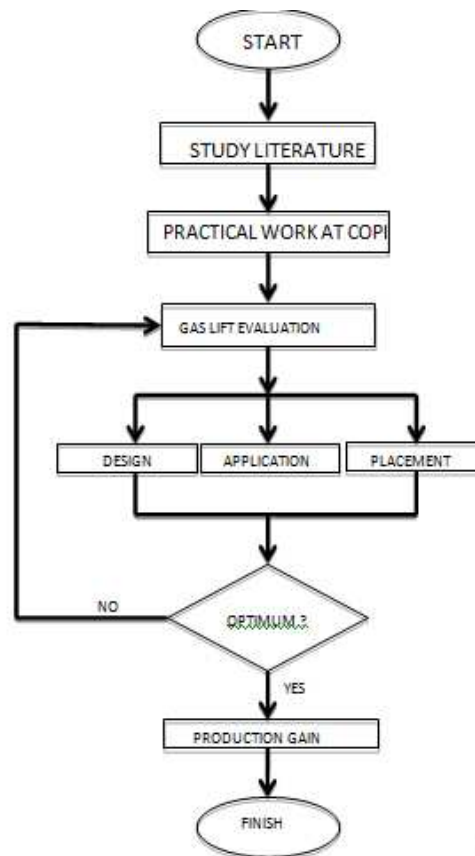 START
STUDY LITERATURE
PRACTICAL WORK AT COPI
GAS LIFT EVALUATION
DESIGN
APPLICATION
PLACEMENT
NO
OPTIMUM ?
YES
PRODUCTION GAIN
FINISH